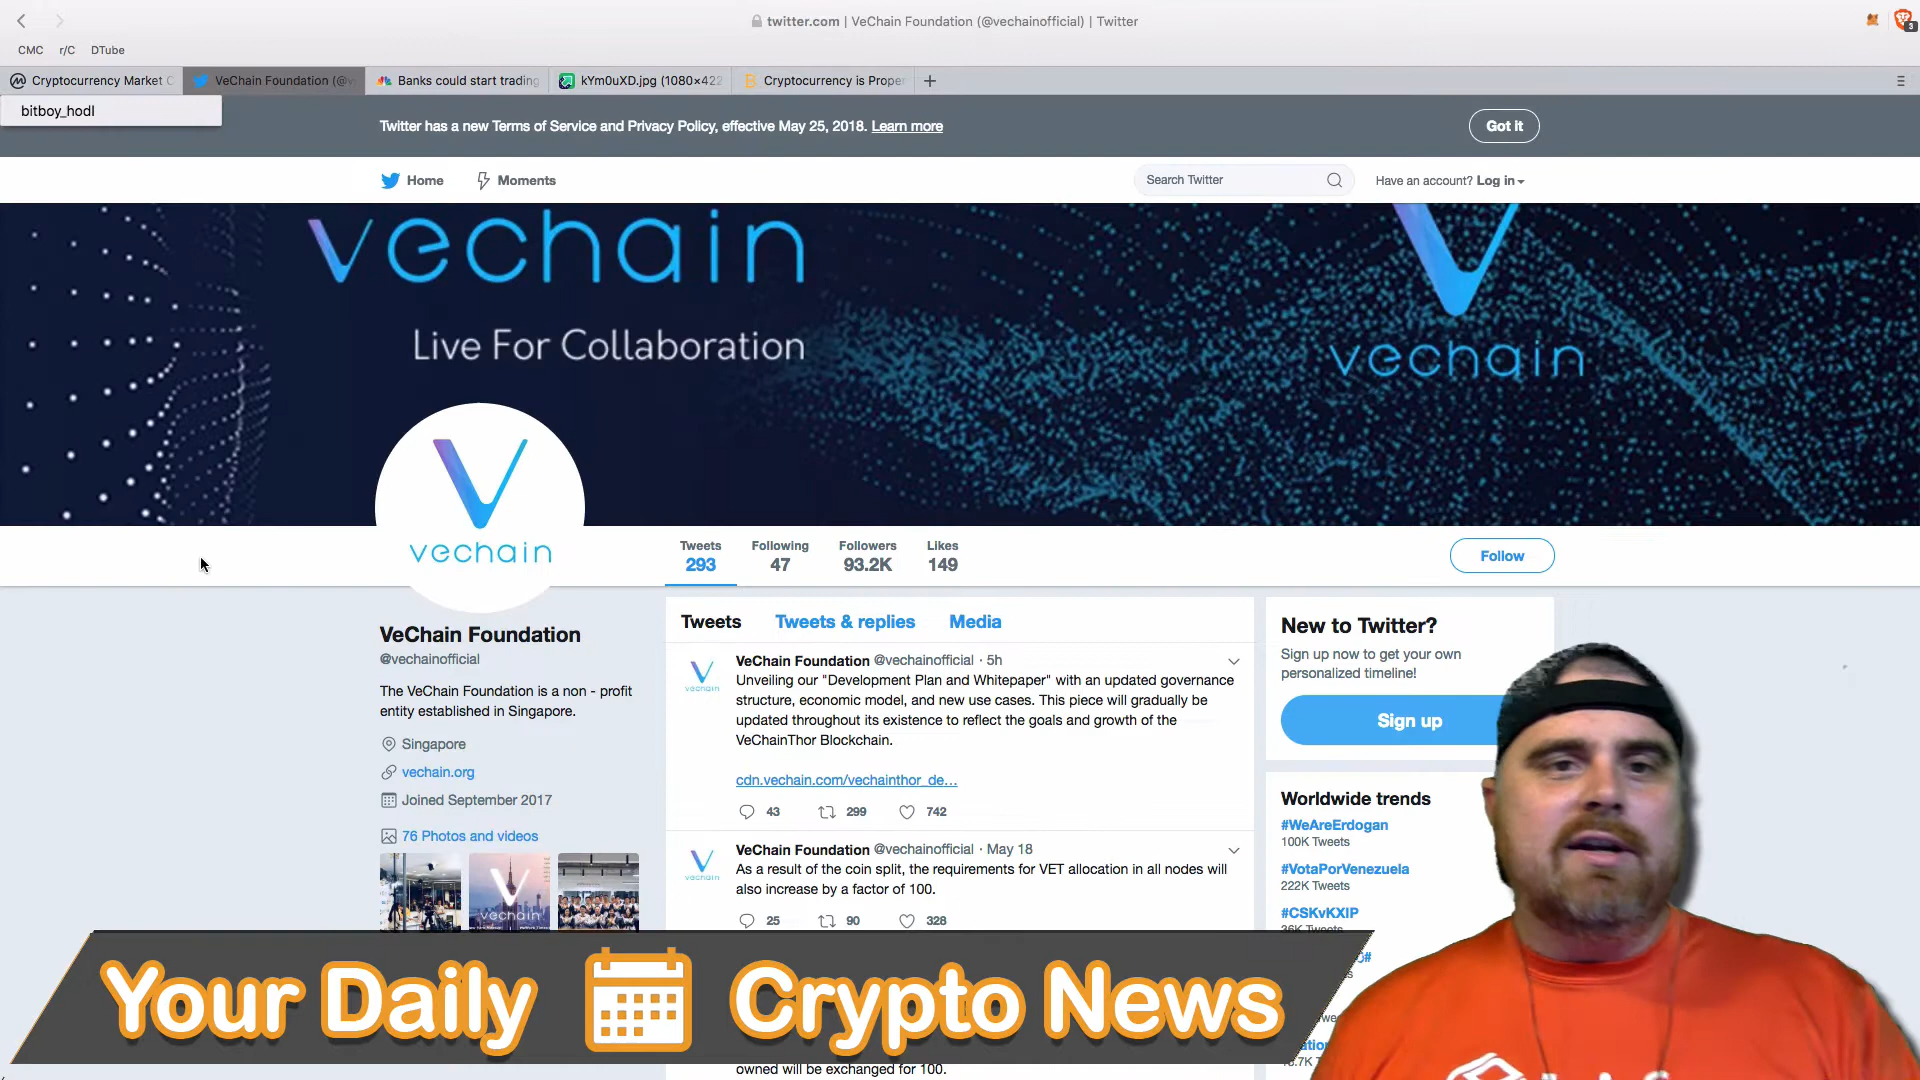 twitter.com | VeChain Foundation (@vechainofficial) | Twitter
3
CMC r/C DTube
Cryptocurrency Market C
VeChain Foundation (@v
Banks could start trading
kYm0uXD.jpg (1080×422
Cryptocurrency is Proper
bitboy_hodl
Twitter has a new Terms of Service and Privacy Policy, effective May 25, 2018. Learn more
Got it
Home
Moments
Search Twitter
Have an account? Log in
vechain
Live For Collaboration
vechain
vechain
Tweets 293
Following 47
Followers 93.2K
Likes 149
Follow
VeChain Foundation
@vechainofficial
The VeChain Foundation is a non - profit
entity established in Singapore.
Singapore
vechain.org
Joined September 2017
76 Photos and videos
vechain
Tweets
Tweets & replies
Media
vechain
VeChain Foundation @vechainofficial · 5h
Unveiling our "Development Plan and Whitepaper" with an updated governance
structure, economic model, and new use cases. This piece will gradually be
updated throughout its existence to reflect the goals and growth of the
VeChainThor Blockchain.
cdn.vechain.com/vechainthor_de...
43 299 742
vechain
VeChain Foundation @vechainofficial · May 18
As a result of the coin split, the requirements for VET allocation in all nodes will
also increase by a factor of 100.
25 90 328
owned will be exchanged for 100.
New to Twitter?
Sign up now to get your own
personalized timeline!
Sign up
Worldwide trends
#WeAreErdogan
100K Tweets
#VotaPorVenezuela
222K Tweets
#CSKvKXIP
36K Tweets
Your Daily Crypto News